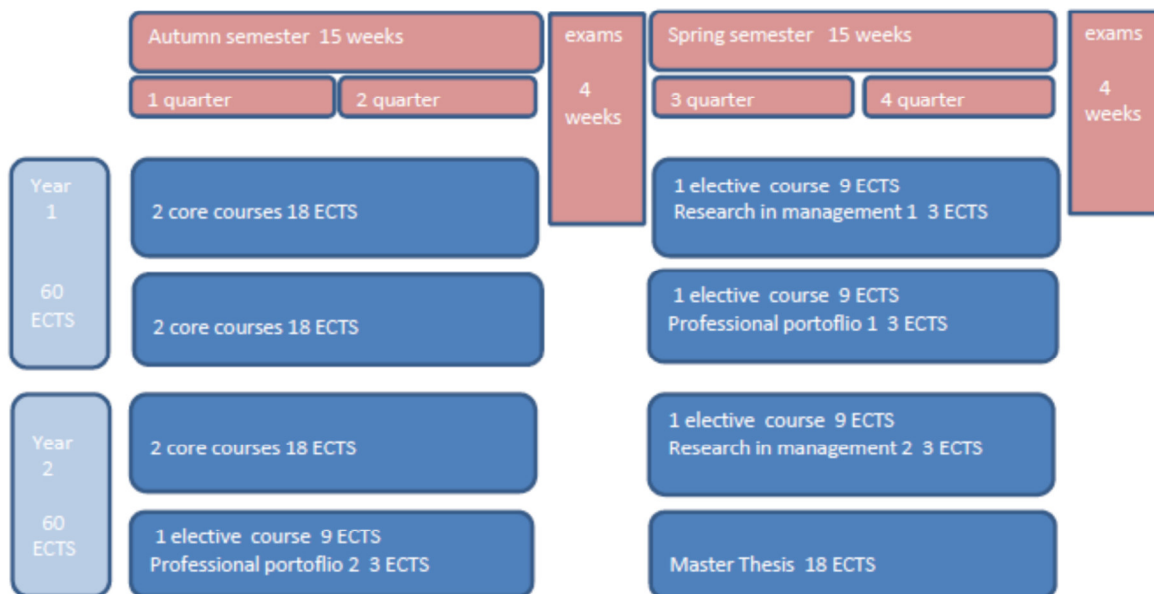 Autumn semester 15 weeks
exams
4
weeks
Spring semester 15 weeks
exams
4
weeks
1 quarter
2 quarter
3 quarter
4 quarter
Year
1
60
ECTS
2 core courses 18 ECTS
1 elective course 9 ECTS
Research in management 1 3 ECTS
2 core courses 18 ECTS
1 elective course 9 ECTS
Professional portoflio 1 3 ECTS
Year
2
60
ECTS
2 core courses 18 ECTS
1 elective course 9 ECTS
Research in management 2 3 ECTS
1 elective course 9 ECTS
Professional portoflio 2 3 ECTS
Master Thesis 18 ECTS